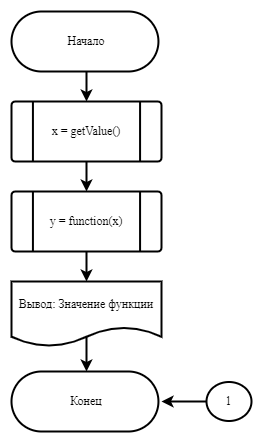 Начало
x = getValue()
y = function(x)
Вывод: Значение функции
Конец
1